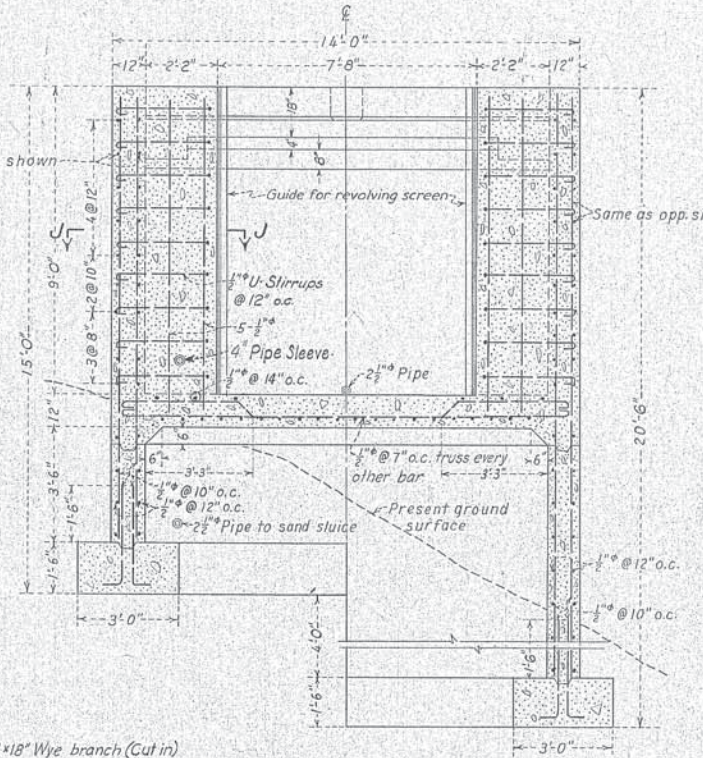 ℄
14'-0"
12" 2'-2" 7'-8" 2'-2" 12"
18"
4"
8"
shown
Guide for revolving screen
Same as opp. si
4@12"
J J
9'-0"
2@10"
½"ᶲ U-Stirrups
@ 12" o.c.
15'-0"
5-½"ᶲ
3@8"
4" Pipe Sleeve
½"ᶲ @ 14" o.c.
2½"ᶲ Pipe
20'-6"
12"
6"
6"
3'-3"
½"ᶲ @ 7" o.c. truss every
other bar
3'-3"
6"
3'-6"
½"ᶲ @ 10" o.c.
½"ᶲ @ 12" o.c.
1'-6"
2½"ᶲ Pipe to sand sluice
Present ground
surface
1'-6"
½"ᶲ @ 12" o.c.
½"ᶲ @ 10" o.c.
3'-0"
4'-0"
1'-6"
1'-6"
3'-0"
×18" Wye branch (Cut in)